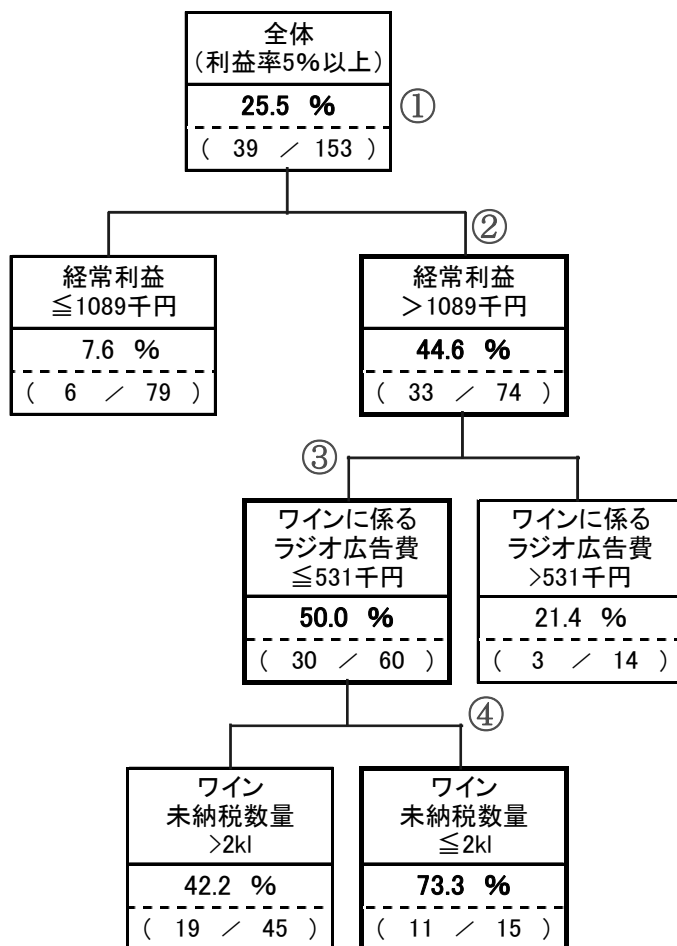 全体
(利益率5%以上)
25.5 %
( 39 ／ 153 )
①
②
経常利益
≦1089千円
7.6 %
( 6 ／ 79 )
経常利益
＞1089千円
44.6 %
( 33 ／ 74 )
③
ワインに係る
ラジオ広告費
≦531千円
50.0 %
( 30 ／ 60 )
ワインに係る
ラジオ広告費
>531千円
21.4 %
( 3 ／ 14 )
④
ワイン
未納税数量
>2kl
42.2 %
( 19 ／ 45 )
ワイン
未納税数量
≦2kl
73.3 %
( 11 ／ 15 )